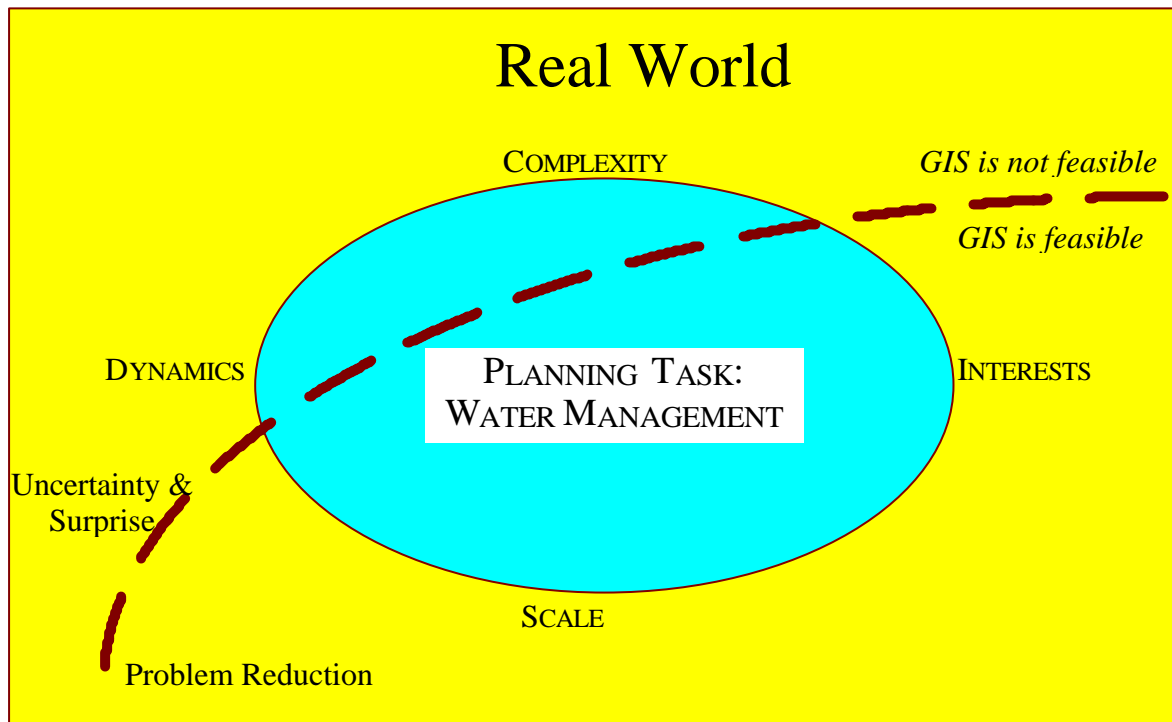 Real World
COMPLEXITY
GIS is not feasible
GIS is feasible
DYNAMICS
PLANNING TASK:
WATER MANAGEMENT
INTERESTS
Uncertainty &
Surprise
SCALE
Problem Reduction